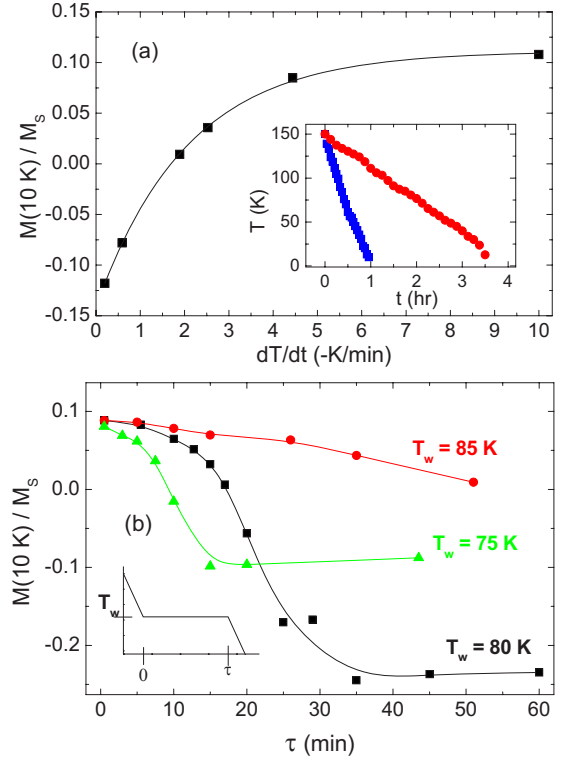 (a)
M(10 K) / M_S
0.15
0.10
0.05
0.00
-0.05
-0.10
-0.15
0 1 2 3 4 5 6 7 8 9 10
dT/dt (-K/min)
T (K)
150
100
50
0
0 1 2 3 4
t (hr)
(b)
M(10 K) / M_S
0.1
0.0
-0.1
-0.2
0 10 20 30 40 50 60
τ (min)
T_w = 85 K
T_w = 75 K
T_w = 80 K
T_w
0 τ